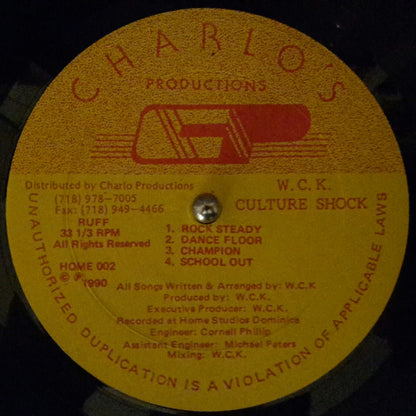 CHARLO'S
PRODUCTIONS
Distributed by Charlo Productions
(718) 978-7005
Fax: (718) 949-4466
RUFF
33 1/3 RPM
All Rights Reserved
HOME 002
© ℗ 1990
W.C.K.
CULTURE SHOCK
1. ROCK STEADY
2. DANCE FLOOR
3. CHAMPION
4. SCHOOL OUT
All Songs Written & Arranged by: W.C.K.
Produced by: W.C.K.
Executive Producer: W.C.K.
Recorded at Home Studios Dominica
Engineer: Cornell Phillip
Assistant Engineer: Michael Peters
Mixing: W.C.K.
UNAUTHORIZED DUPLICATION IS A VIOLATION OF APPLICABLE LAWS